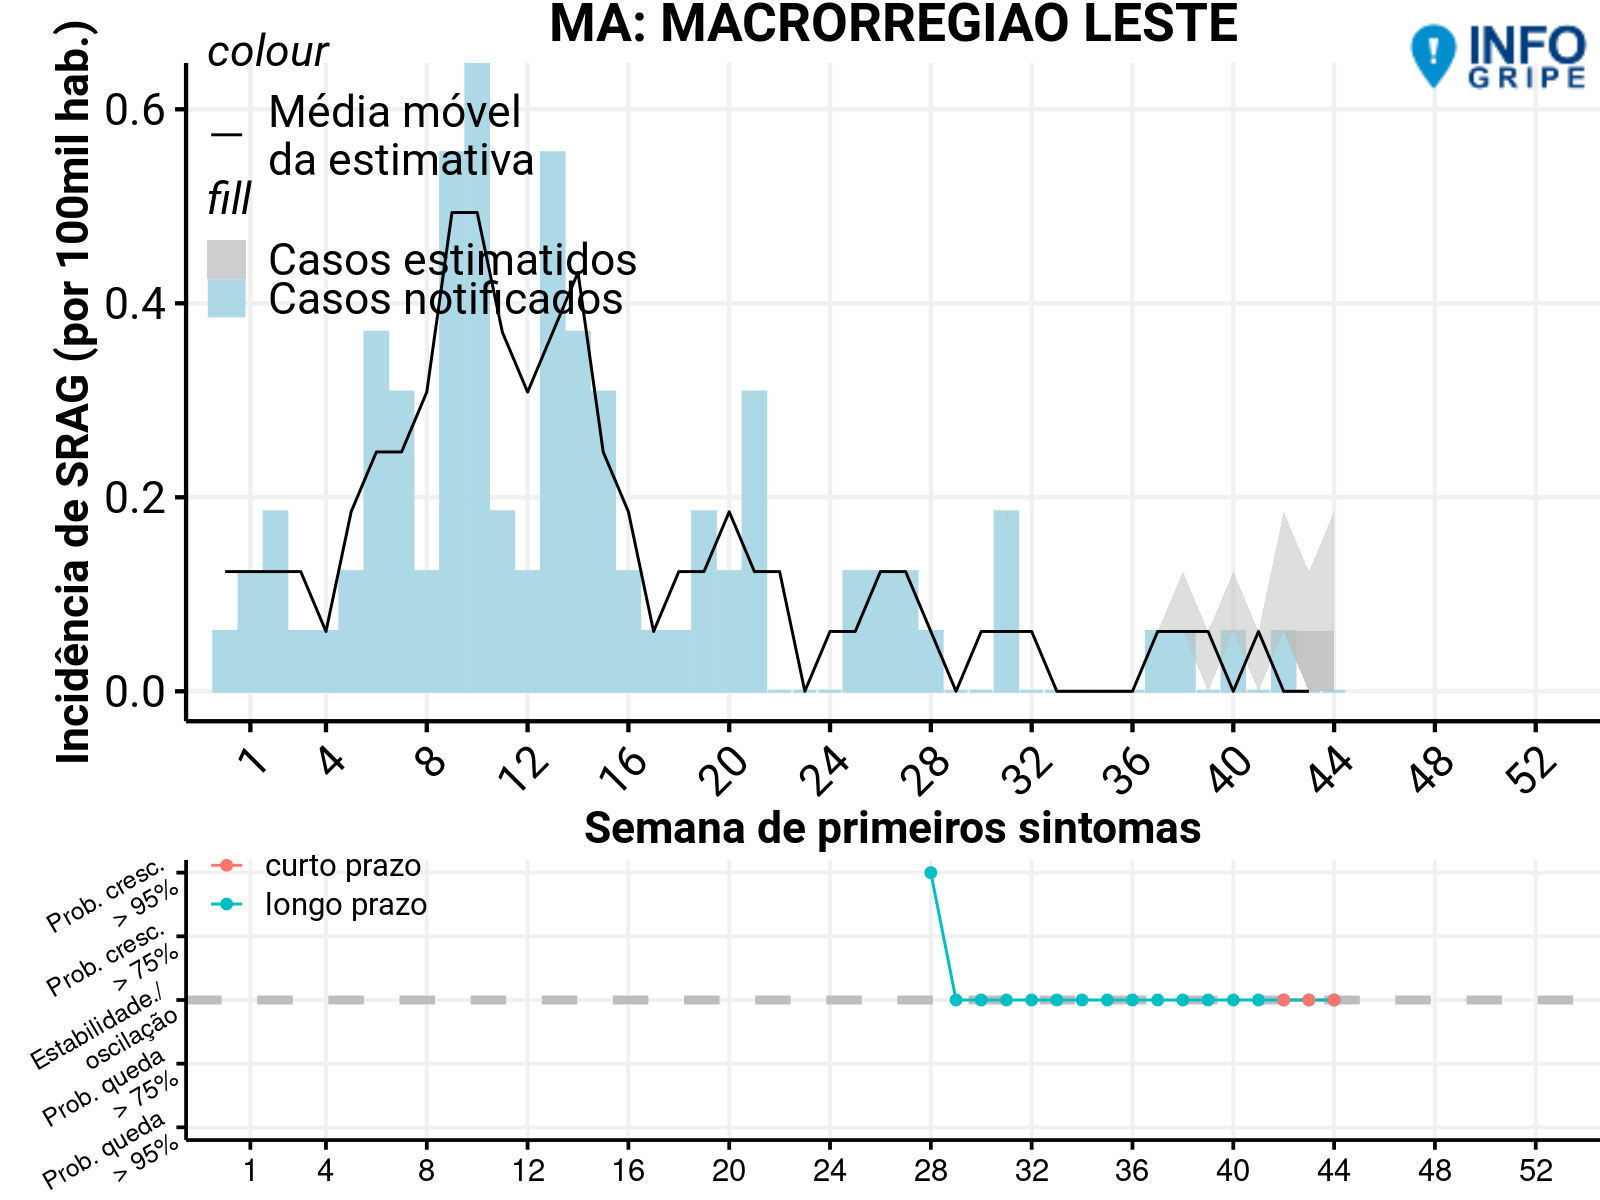 MA: MACRORREGIAO LESTE
INFO
GRIPE
colour
Média móvel
da estimativa
fill
Casos estimatidos
Casos notificados
Incidência de SRAG (por 100mil hab.)
0.6
0.4
0.2
0.0
1 4 8 12 16 20 24 28 32 36 40 44 48 52
Semana de primeiros sintomas
curto prazo
longo prazo
Prob. cresc.
> 95%
Prob. cresc.
> 75%
Estabilidade./
oscilação
Prob. queda
> 75%
Prob. queda
> 95%
1 4 8 12 16 20 24 28 32 36 40 44 48 52